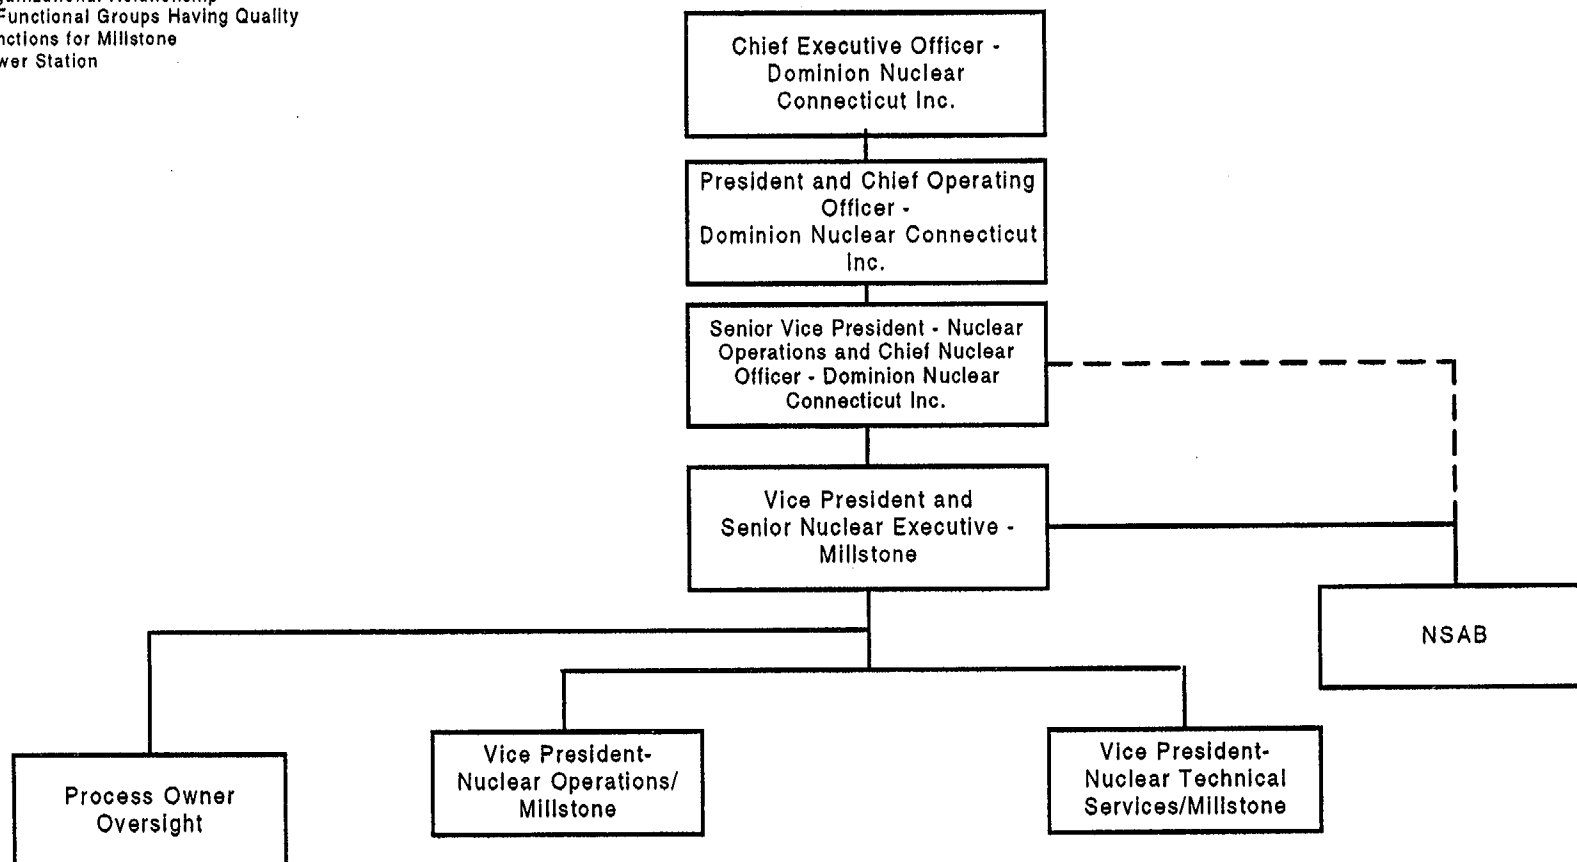 Functional Groups Having Quality
for Millstone
Station
Chief Executive Officer -
Dominion Nuclear
Connecticut Inc.
President and Chief Operating
Officer -
Dominion Nuclear Connecticut
Inc.
Senior Vice President - Nuclear
Operations and Chief Nuclear
Officer - Dominion Nuclear
Connecticut Inc.
Vice President and
Senior Nuclear Executive -
Millstone
NSAB
Process Owner
Oversight
Vice President-
Nuclear Operations/
Millstone
Vice President-
Nuclear Technical
Services/Millstone